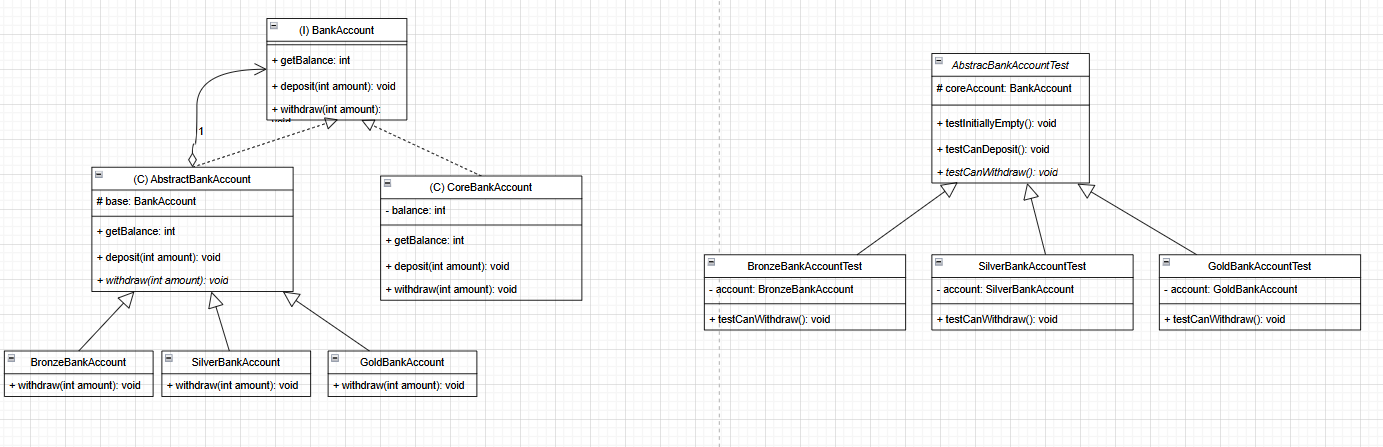 (I) BankAccount
+ getBalance: int
+ deposit(int amount): void
+ withdraw(int amount):
void
1
(C) AbstractBankAccount
# base: BankAccount
+ getBalance: int
+ deposit(int amount): void
+ withdraw(int amount): void
(C) CoreBankAccount
- balance: int
+ getBalance: int
+ deposit(int amount): void
+ withdraw(int amount): void
BronzeBankAccount
+ withdraw(int amount): void
SilverBankAccount
+ withdraw(int amount): void
GoldBankAccount
+ withdraw(int amount): void
AbstracBankAccountTest
# coreAccount: BankAccount
+ testInitiallyEmpty(): void
+ testCanDeposit(): void
+ testCanWithdraw(): void
BronzeBankAccountTest
- account: BronzeBankAccount
+ testCanWithdraw(): void
SilverBankAccountTest
- account: SilverBankAccount
+ testCanWithdraw(): void
GoldBankAccountTest
- account: GoldBankAccount
+ testCanWithdraw(): void